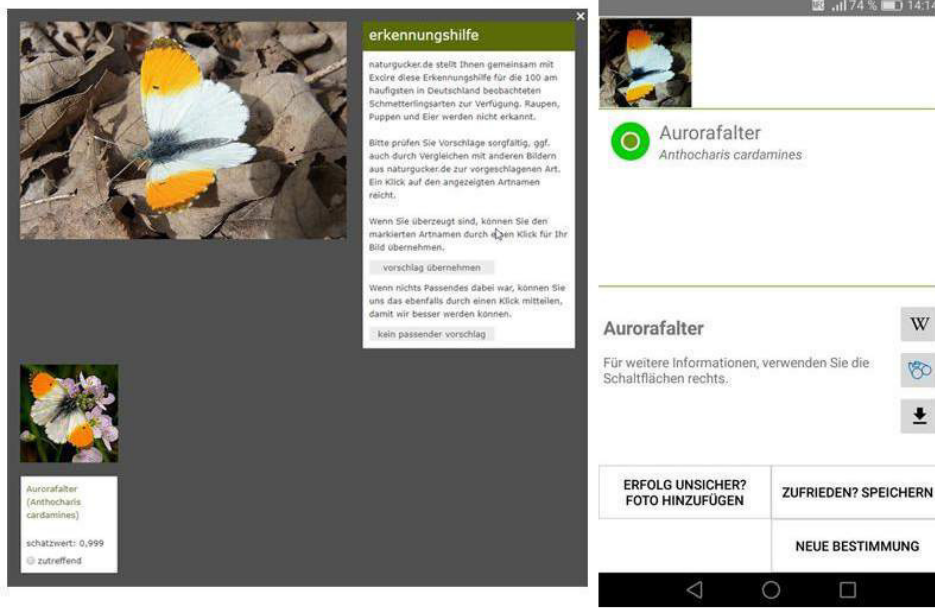 erkennungshilfe
naturgucker.de stellt Ihnen gemeinsam mit
Excire diese Erkennungshilfe für die 100 am
haufigsten in Deutschland beobachteten
Schmetterlingsarten zur Verfügung. Raupen,
Puppen und Eier werden nicht erkannt.
Bitte prüfen Sie Vorschläge sorgfältig, ggf.
auch durch Vergleichen mit anderen Bildern
aus naturgucker.de zur vorgeschlagenen Art.
Ein Klick auf den angezeigten Artnamen
reicht.
Wenn Sie überzeugt sind, können Sie den
markierten Artnamen durch einen Klick für Ihr
Bild übernehmen.
vorschlag übernehmen
Wenn nichts Passendes dabei war, können Sie
uns das ebenfalls durch einen Klick mitteilen,
damit wir besser werden können.
kein passender vorschlag
Aurorafalter
(Anthocharis
cardamines)
schätzwert: 0,999
zutreffend
74 % 14:14
Aurorafalter
Anthocharis cardamines
Aurorafalter
W
Für weitere Informationen, verwenden Sie die
Schaltflächen rechts.
ERFOLG UNSICHER?
FOTO HINZUFÜGEN
ZUFRIEDEN? SPEICHERN
NEUE BESTIMMUNG